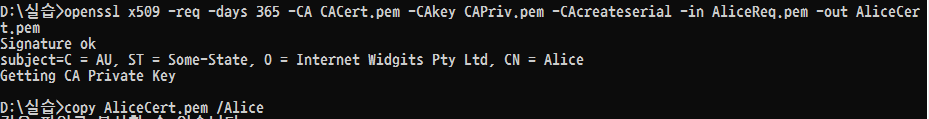 D:\실습>openssl x509 -req -days 365 -CA CACert.pem -CAkey CAPriv.pem -CAcreateserial -in AliceReq.pem -out AliceCer
t.pem
Signature ok
subject=C = AU, ST = Some-State, O = Internet Widgits Pty Ltd, CN = Alice
Getting CA Private Key
D:\실습>copy AliceCert.pem /Alice